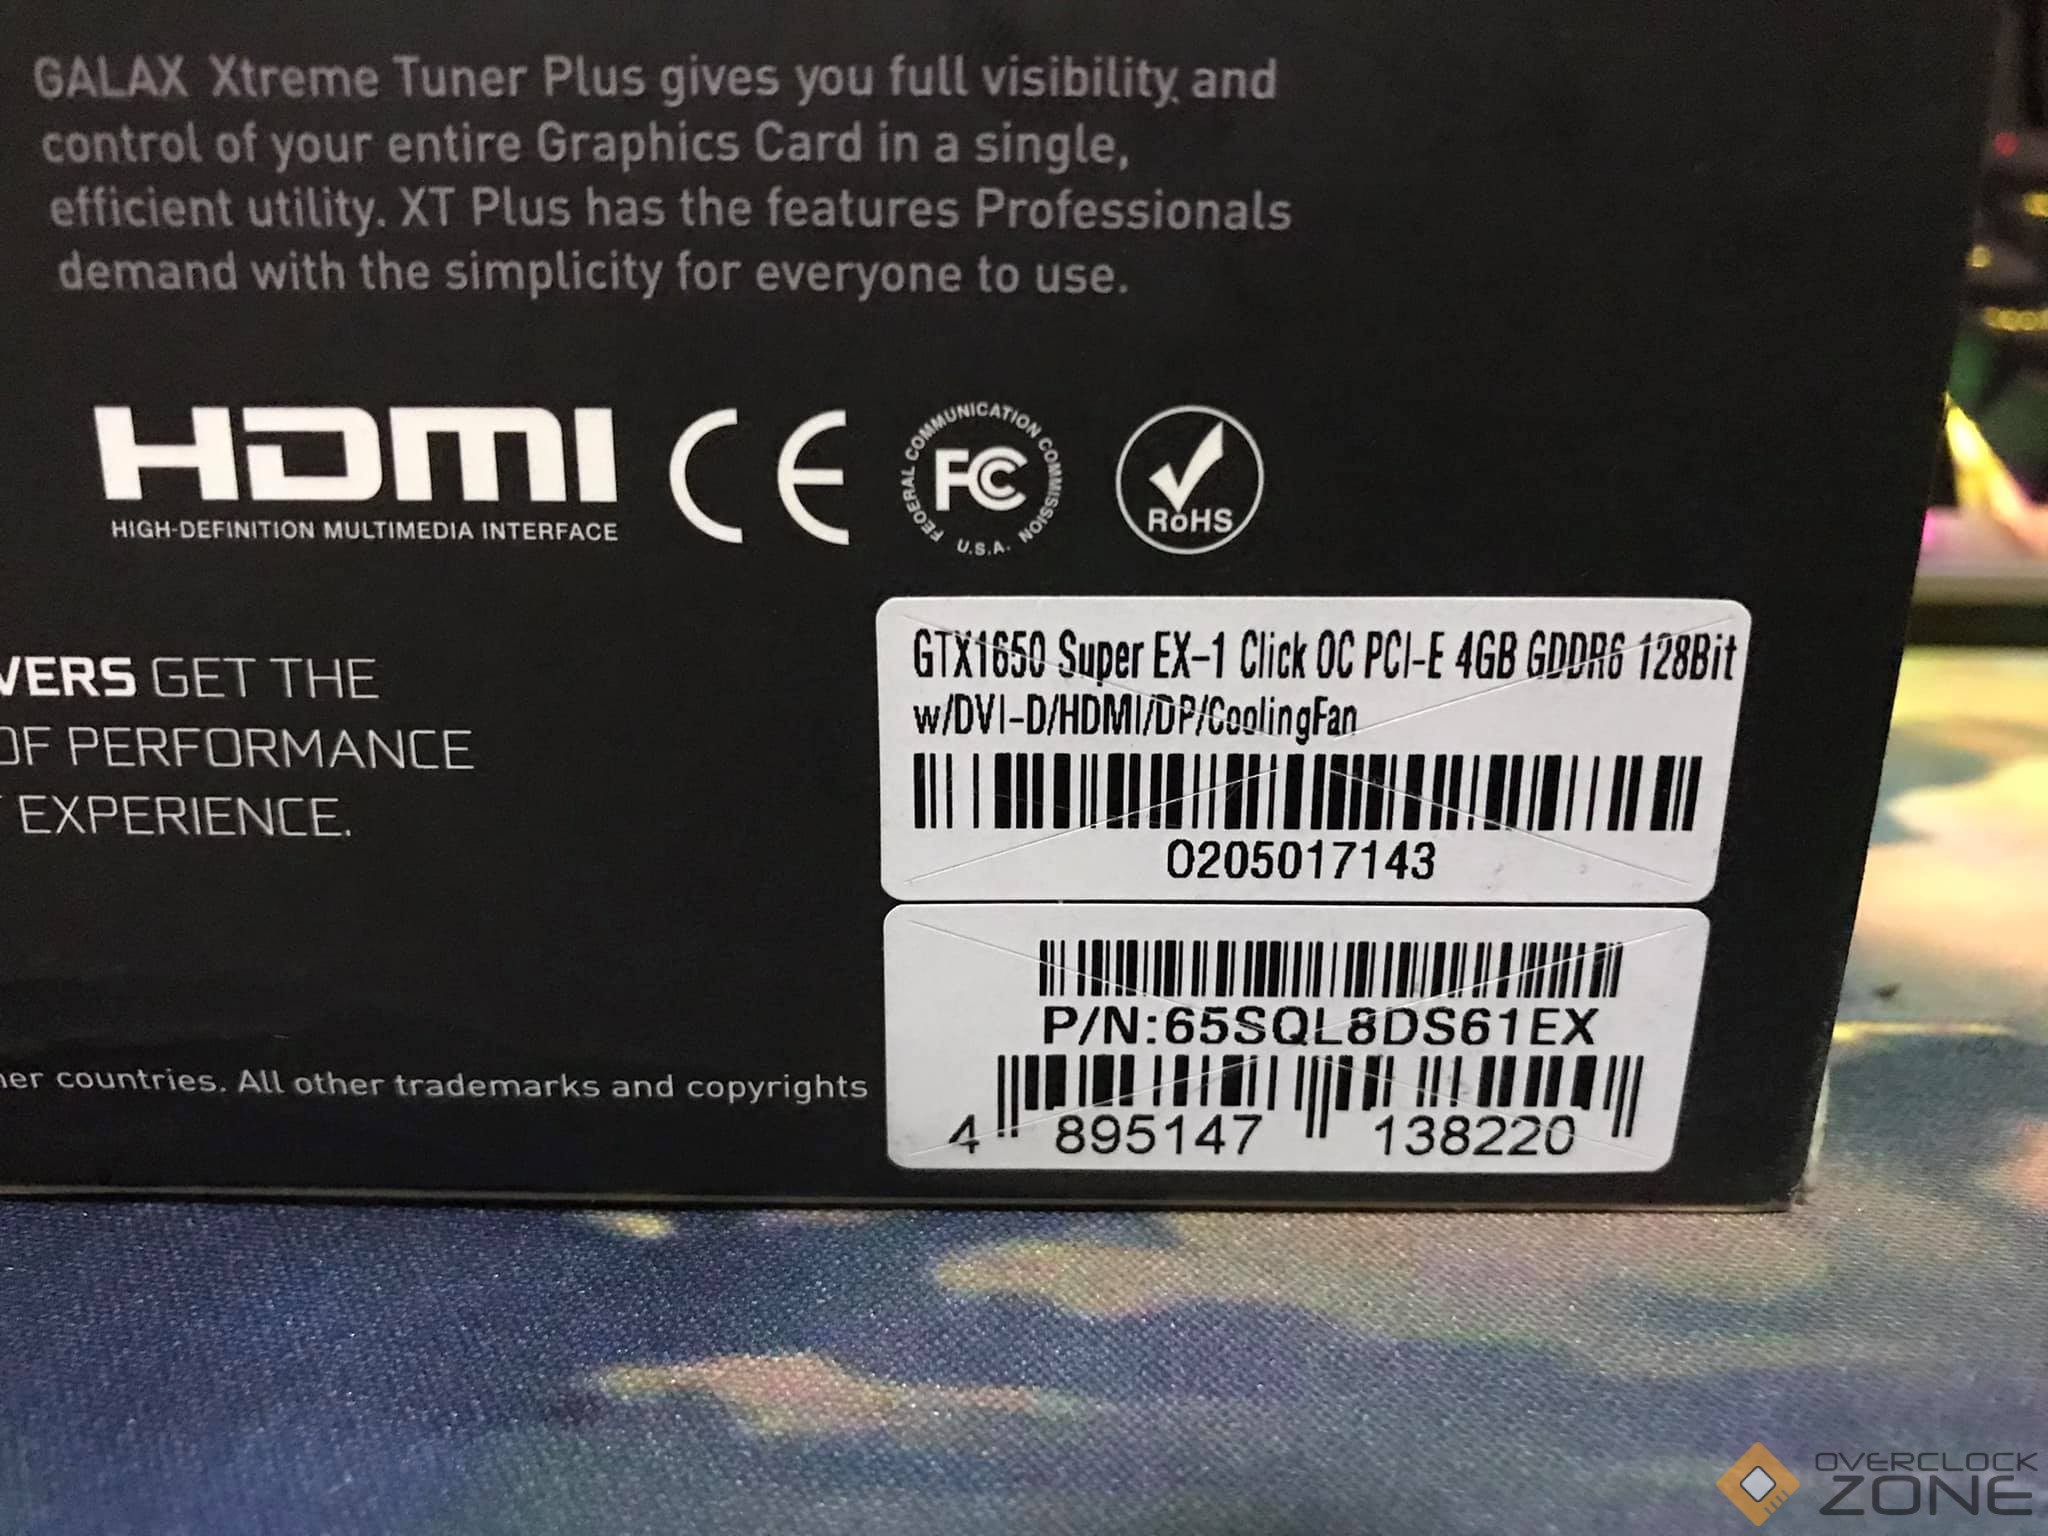 GALAX Xtreme Tuner Plus gives you full visibility and
control of your entire Graphics Card in a single,
efficient utility. XT Plus has the features Professionals
demand with the simplicity for everyone to use.
HDMI
HIGH-DEFINITION MULTIMEDIA INTERFACE
CE
FEDERAL COMMUNICATION COMMISSION
FC
U.S.A.
RoHS
VERS GET THE
OF PERFORMANCE
EXPERIENCE.
GTX1650 Super EX-1 Click OC PCI-E 4GB GDDR6 128Bit
w/DVI-D/HDMI/DP/CoolingFan
0205017143
P/N:65SQL8DS61EX
4 895147 138220
her countries. All other trademarks and copyrights
OVERCLOCK
ZONE